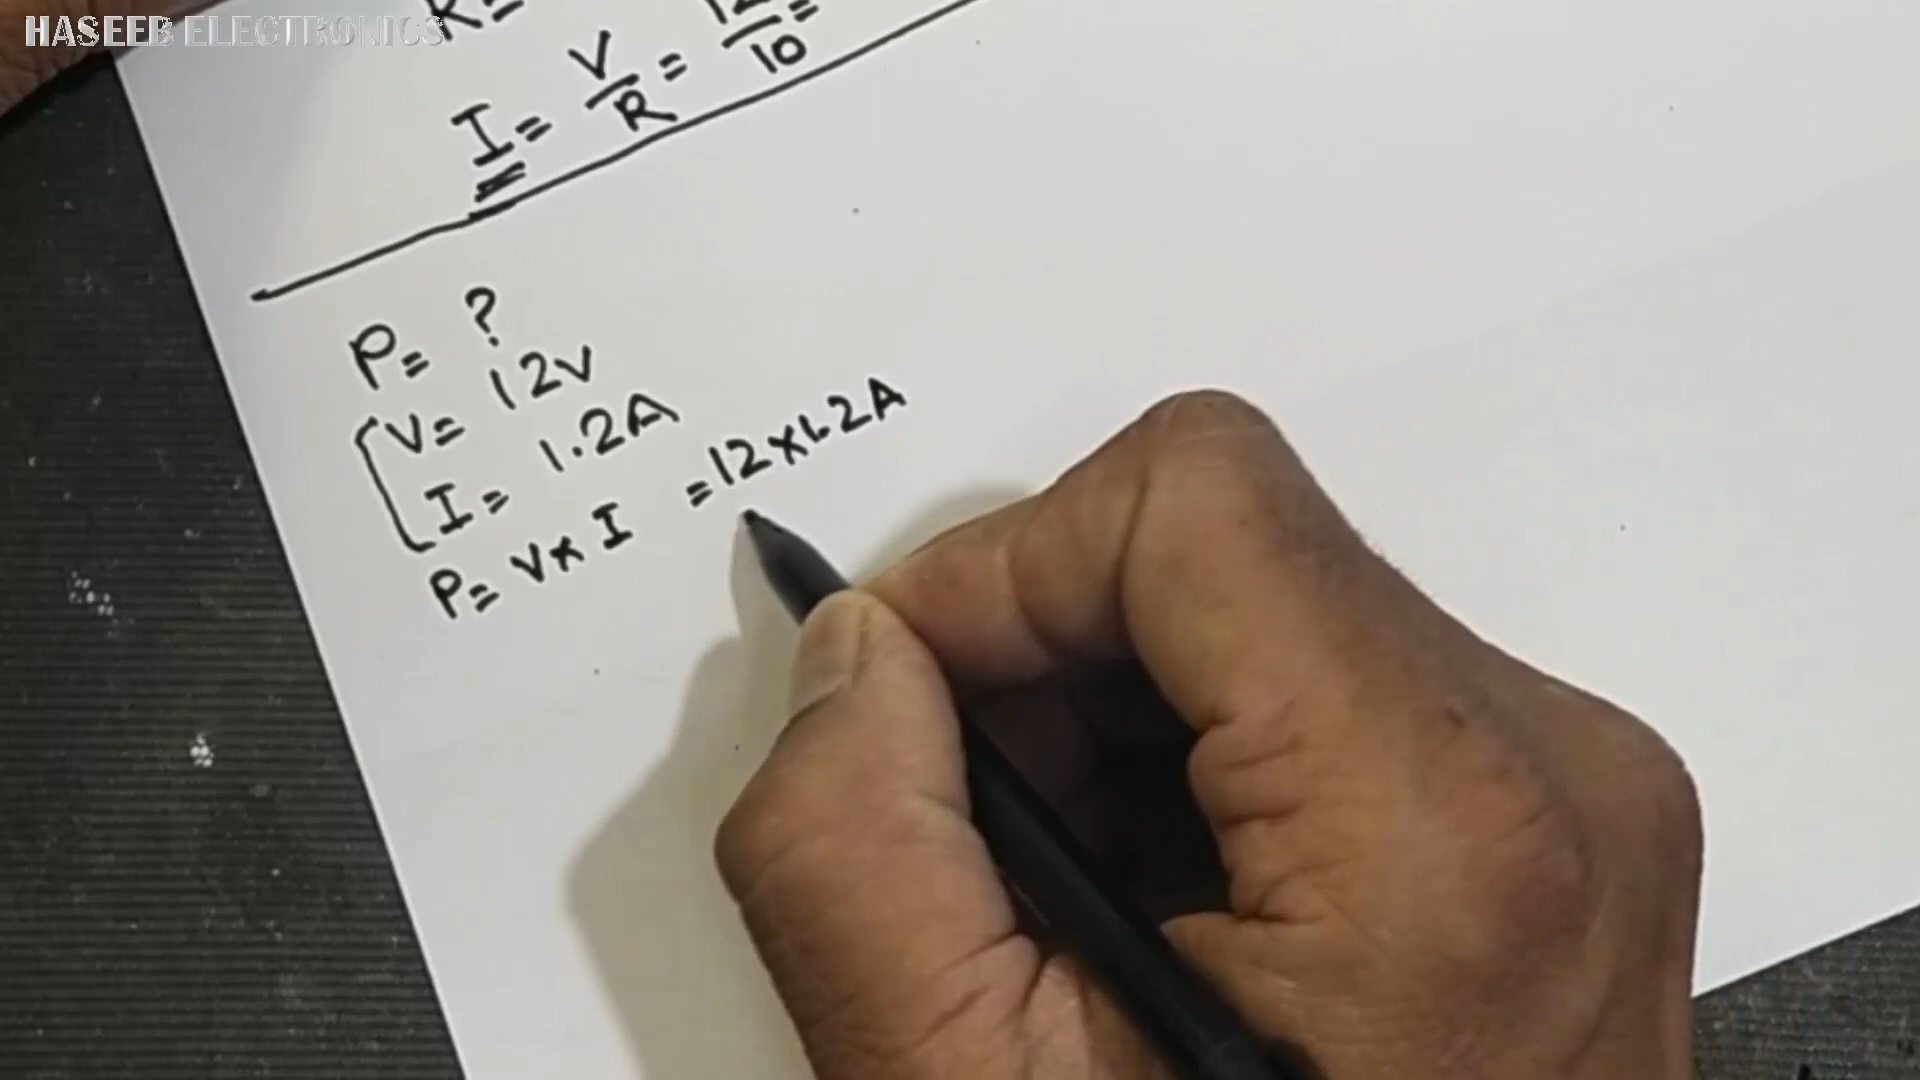 HASEEB ELECTRONICS
R=
I = V/R = 12/10 =
P = ?
V = 12V
I = 1.2A
P = V × I = 12 × 1.2A